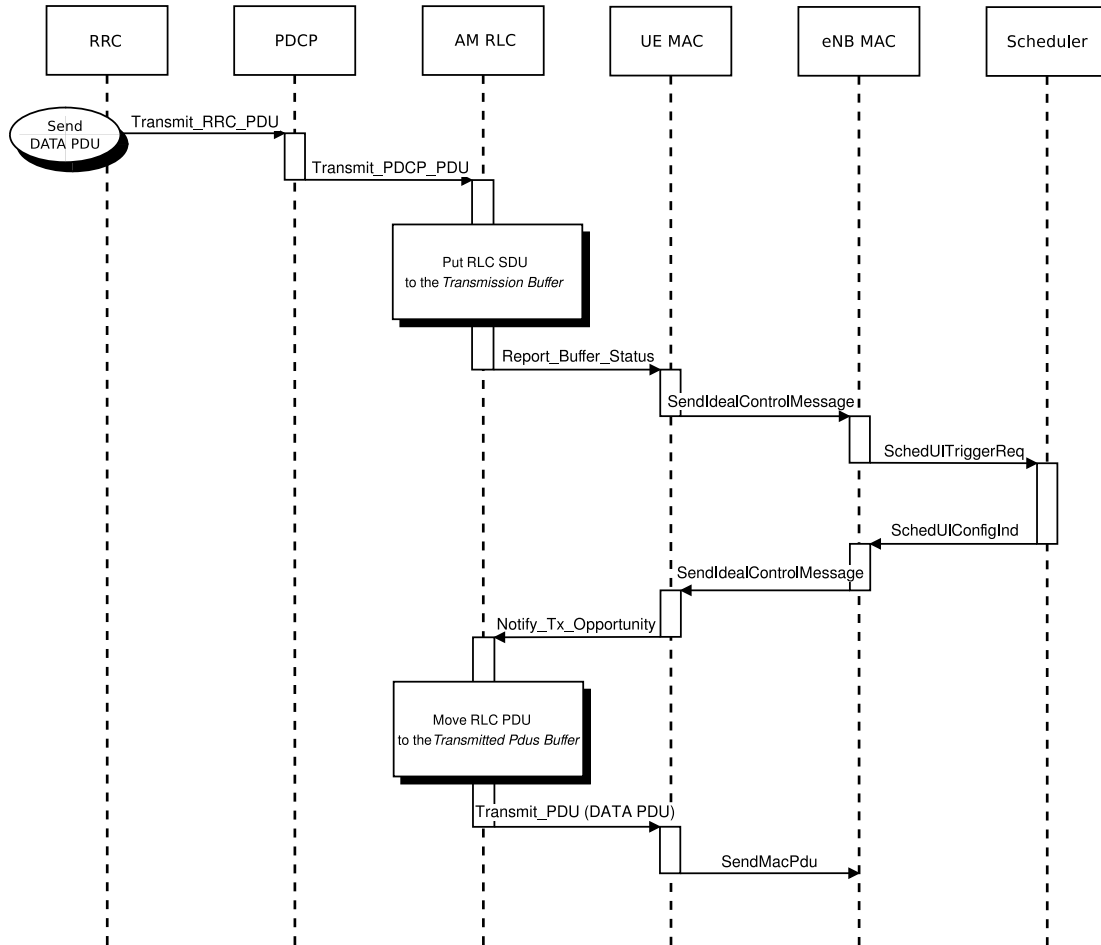 RRC
PDCP
AM RLC
UE MAC
eNB MAC
Scheduler
Send
DATA PDU
Transmit_RRC_PDU
Transmit_PDCP_PDU
Put RLC SDU
to the Transmission Buffer
Report_Buffer_Status
SendIdealControlMessage
SchedUlTriggerReq
SchedUlConfigInd
SendIdealControlMessage
Notify_Tx_Opportunity
Move RLC PDU
to the Transmitted Pdus Buffer
Transmit_PDU (DATA PDU)
SendMacPdu